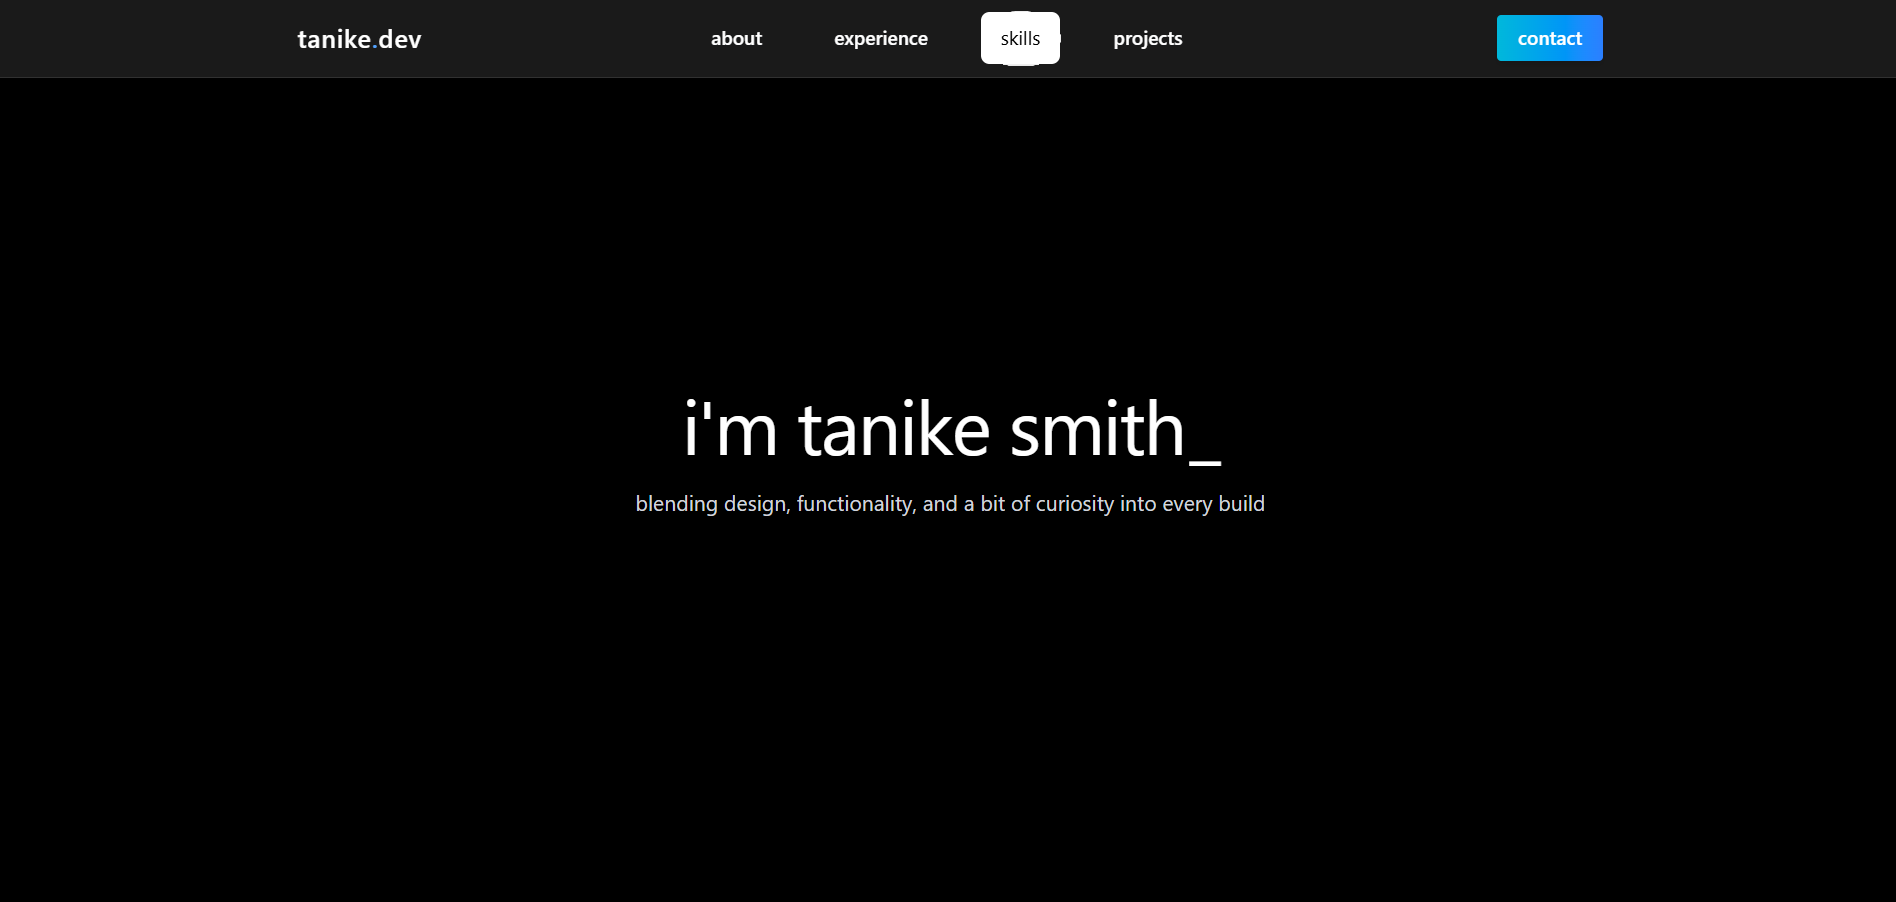 tanike.dev
about
experience
skills
projects
contact
i'm tanike smith_
blending design, functionality, and a bit of curiosity into every build